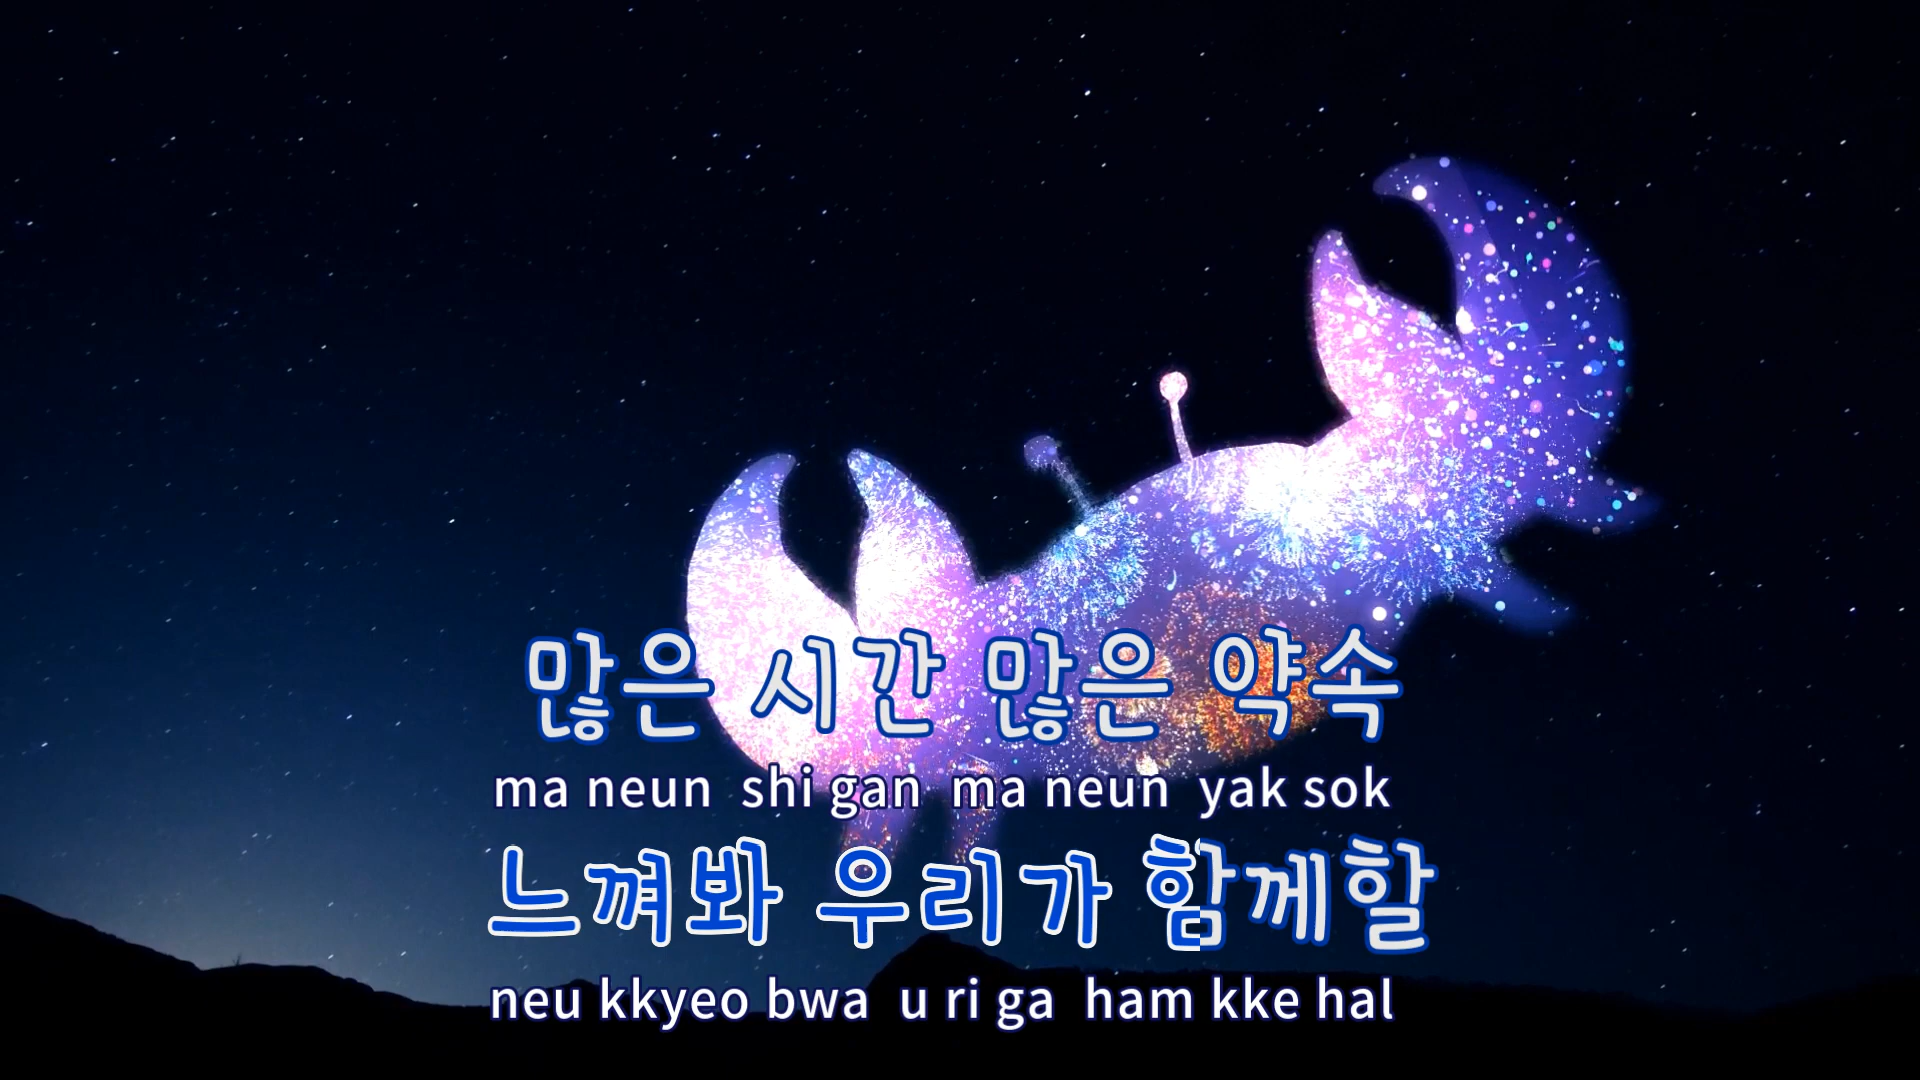 많은 시간 많은 약속
ma neun shi gan ma neun yak sok
느껴봐 우리가 함께할
neu kkyeo bwa u ri ga ham kke hal